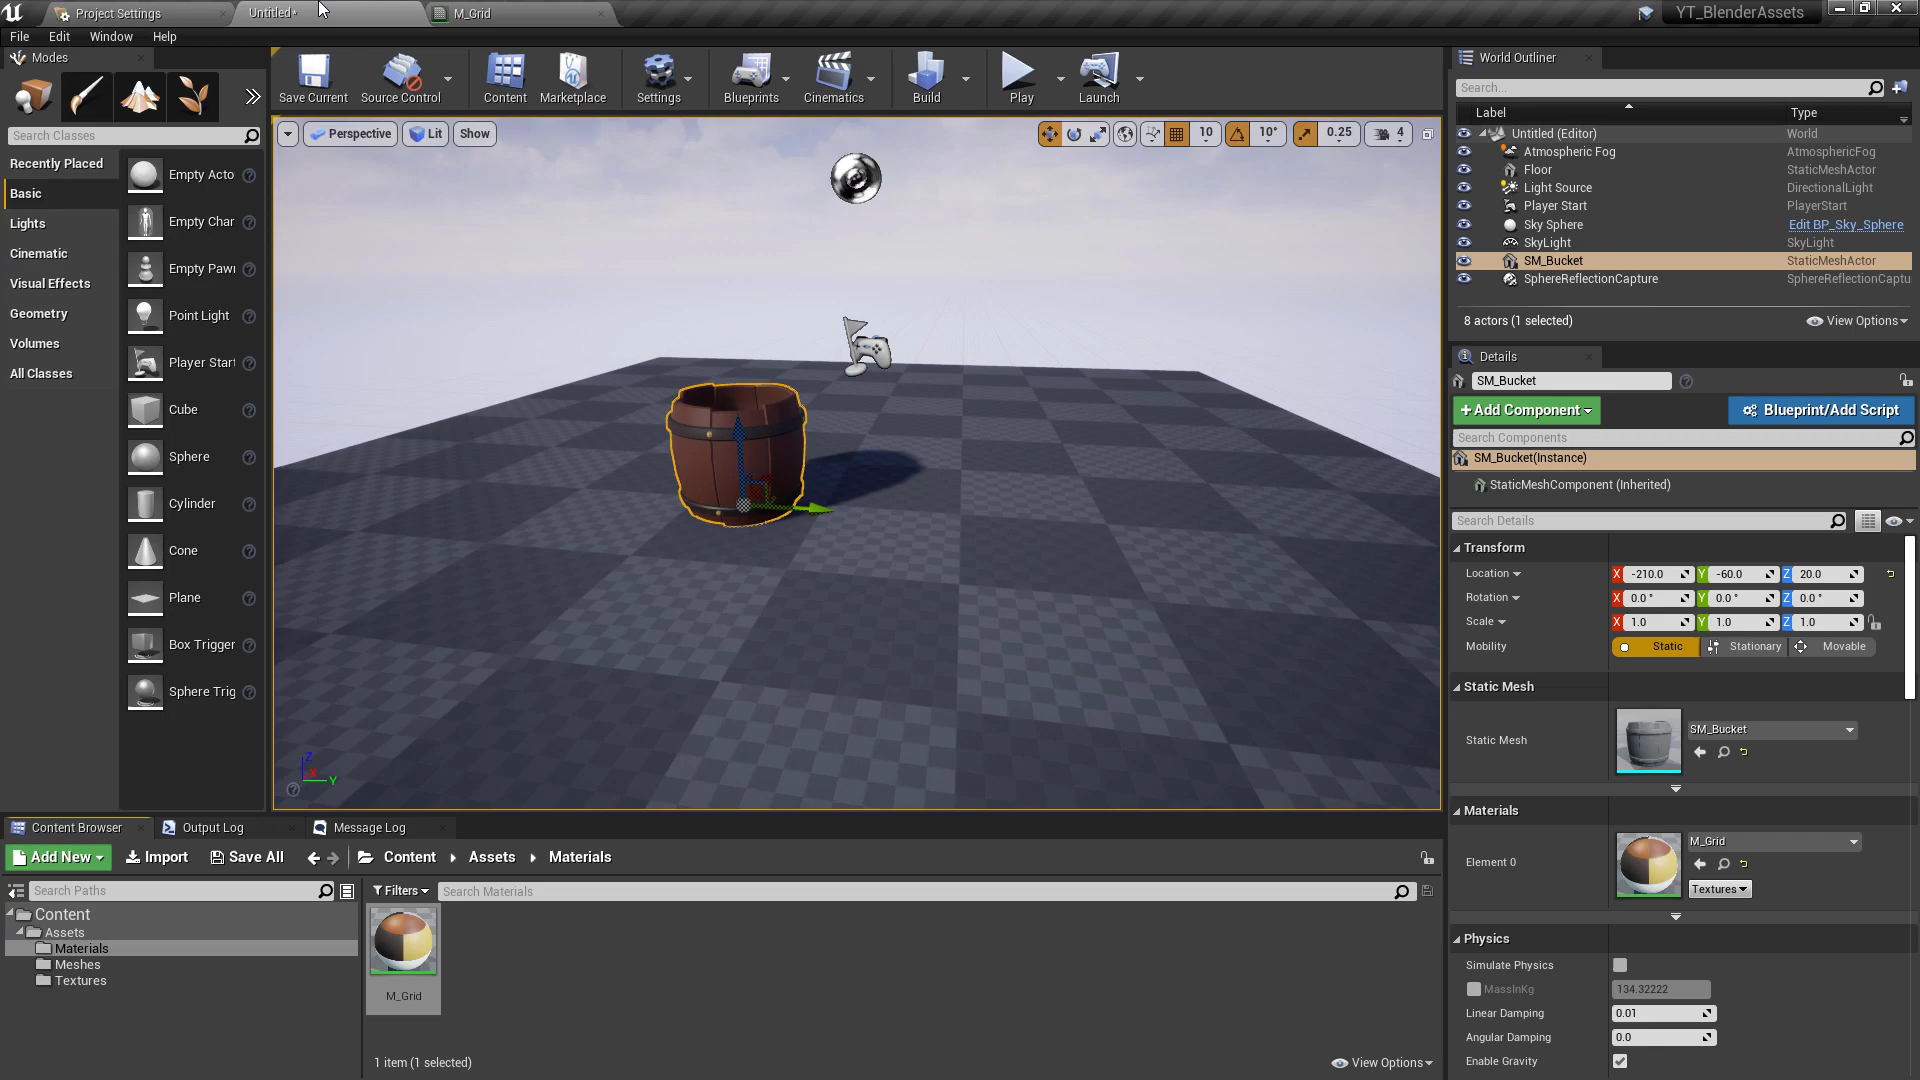 Project Settings
Untitled*
M_Grid
YT_BlenderAssets
File Edit Window Help
Modes
Save Current
Source Control
Content
Marketplace
Settings
Blueprints
Cinematics
Build
Play
Launch
Search Classes
Recently Placed
Basic
Lights
Cinematic
Visual Effects
Geometry
Volumes
All Classes
Empty Acto
Empty Char
Empty Pawn
Point Light
Player Start
Cube
Sphere
Cylinder
Cone
Plane
Box Trigger
Sphere Trig
Perspective
Lit
Show
10
10°
0.25
4
Z
X
Y
World Outliner
Search...
Label Type
Untitled (Editor) World
Atmospheric Fog AtmosphericFog
Floor StaticMeshActor
Light Source DirectionalLight
Player Start PlayerStart
Sky Sphere Edit BP_Sky_Sphere
SkyLight SkyLight
SM_Bucket StaticMeshActor
SphereReflectionCapture SphereReflectionCaptu
8 actors (1 selected)
View Options
Details
SM_Bucket
+Add Component
Blueprint/Add Script
Search Components
SM_Bucket(Instance)
StaticMeshComponent (Inherited)
Search Details
Transform
Location X -210.0 Y -60.0 Z 20.0
Rotation X 0.0 ° Y 0.0 ° Z 0.0 °
Scale X 1.0 Y 1.0 Z 1.0
Mobility Static Stationary Movable
Static Mesh
Static Mesh
SM_Bucket
Materials
Element 0
M_Grid
Textures
Physics
Simulate Physics
MassInKg 134.32222
Linear Damping 0.01
Angular Damping 0.0
Enable Gravity
Content Browser
Output Log
Message Log
Add New
Import
Save All
Content
Assets
Materials
Search Paths
Filters
Search Materials
Content
Assets
Materials
Meshes
Textures
M_Grid
1 item (1 selected)
View Options